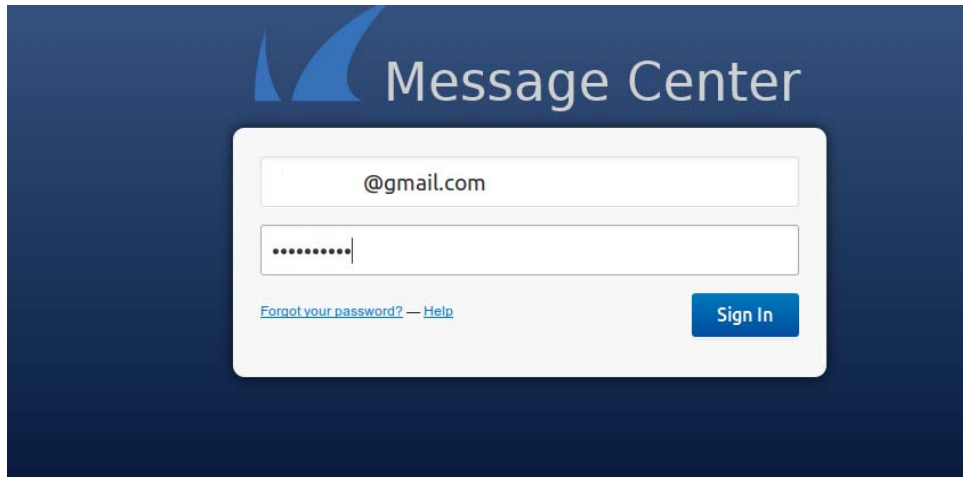 Message Center
@gmail.com
••••••••••
Forgot your password? — Help
Sign In